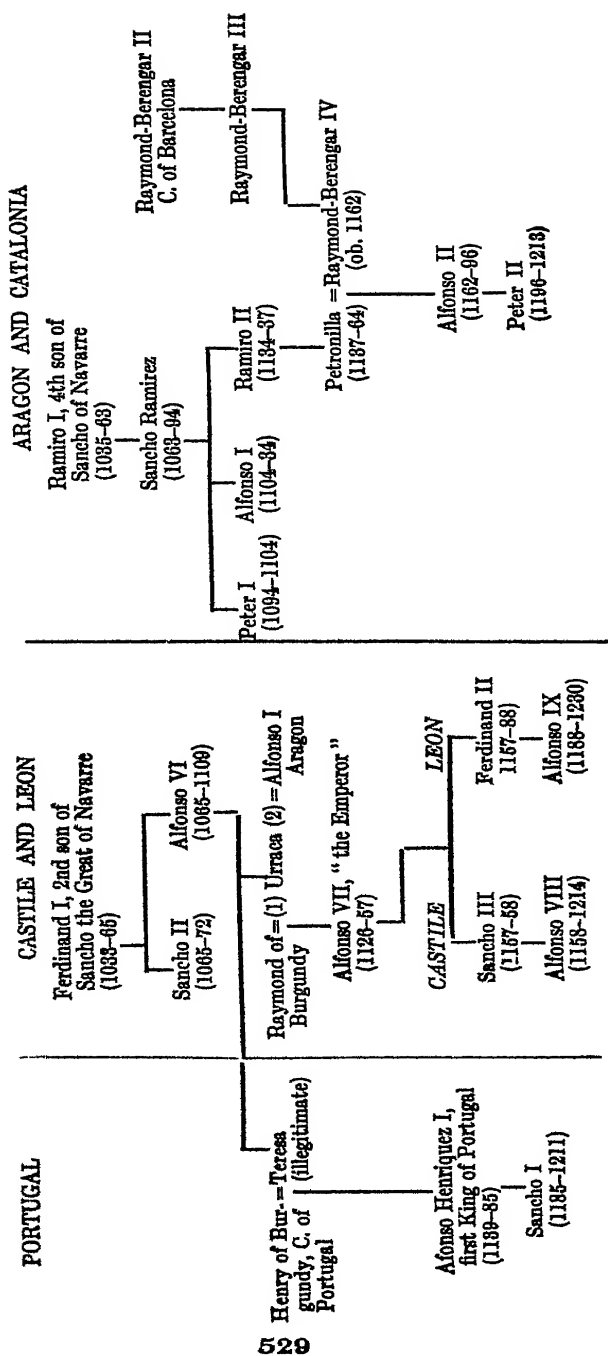 PORTUGAL
Henry of Bur-=Teresa
gundy, C. of (illegitimate)
Portugal
Afonso Henriquez I,
first King of Portugal
(1139-85)
Sancho I
(1185-1211)
CASTILE AND LEON
Ferdinand I, 2nd son of
Sancho the Great of Navarre
(1033-65)
Sancho II
(1065-72)
Alfonso VI
(1065-1109)
Raymond of =(1) Urraca (2)=Alfonso I
Burgundy Aragon
Alfonso VII, "the Emperor"
(1126-57)
CASTILE
LEON
Sancho III
(1157-58)
Ferdinand II
1157-88)
Alfonso VIII
(1158-1214)
Alfonso IX
(1188-1230)
ARAGON AND CATALONIA
Ramiro I, 4th son of
Sancho of Navarre
(1035-63)
Sancho Ramirez
(1063-94)
Peter I
(1094-1104)
Alfonso I
(1104-34)
Ramiro II
(1134-37)
Raymond-Berengar II
C. of Barcelona
Raymond-Berengar III
Petronilla =Raymond-Berengar IV
(1137-64) (ob. 1162)
Alfonso II
(1162-96)
Peter II
(1196-1213)
529